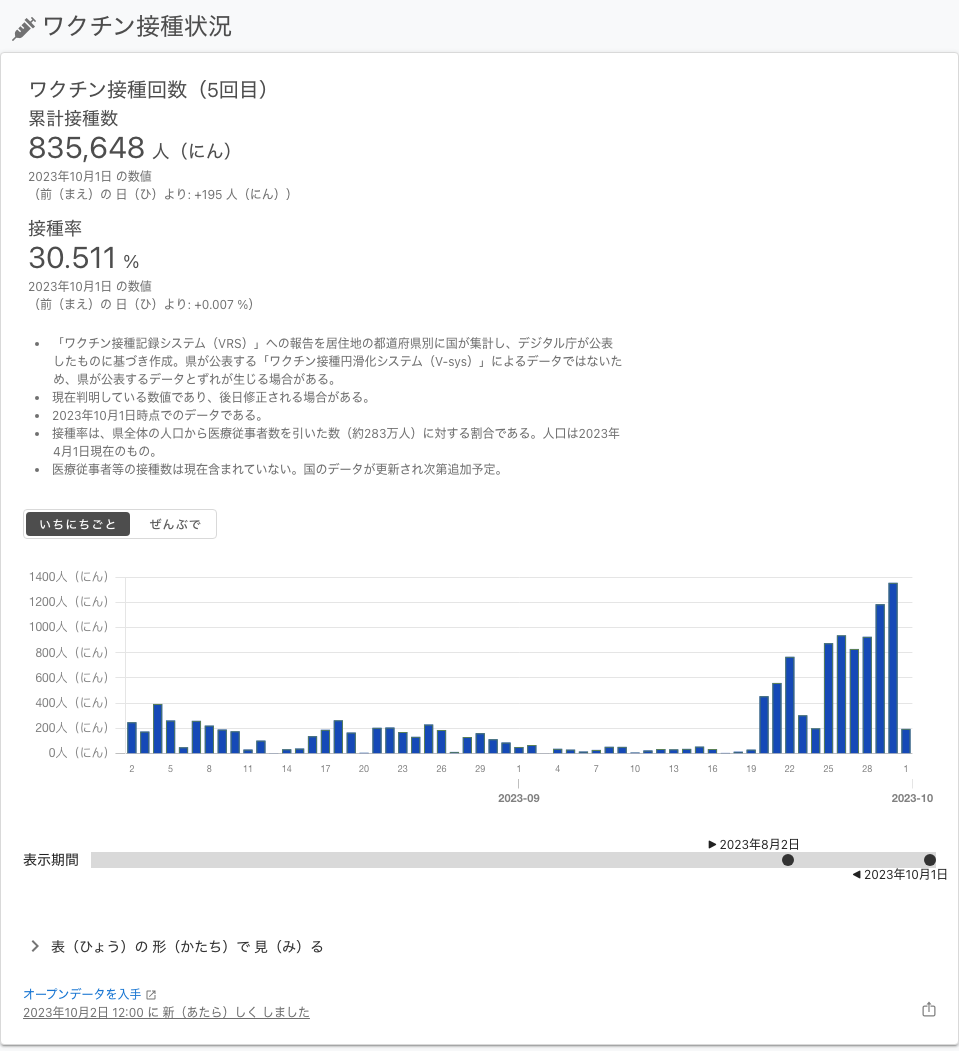 ワクチン接種状況
ワクチン接種回数（5回目）
累計接種数
835,648 人（にん）
2023年10月1日 の数値
（前（まえ）の 日（ひ）より: +195 人（にん））
接種率
30.511 %
2023年10月1日 の数値
（前（まえ）の 日（ひ）より: +0.007 %）
• 「ワクチン接種記録システム（VRS）」への報告を居住地の都道府県別に国が集計し、デジタル庁が公表
したものに基づき作成。県が公表する「ワクチン接種円滑化システム（V-sys）」によるデータではないた
め、県が公表するデータとずれが生じる場合がある。
• 現在判明している数値であり、後日修正される場合がある。
• 2023年10月1日時点でのデータである。
• 接種率は、県全体の人口から医療従事者数を引いた数（約283万人）に対する割合である。人口は2023年
4月1日現在のもの。
• 医療従事者等の接種数は現在含まれていない。国のデータが更新され次第追加予定。
いちにちごと ぜんぶで
1400人（にん）
1200人（にん）
1000人（にん）
800人（にん）
600人（にん）
400人（にん）
200人（にん）
0人（にん）
2 5 8 11 14 17 20 23 26 29 1 4 7 10 13 16 19 22 25 28 1
2023-09 2023-10
▶ 2023年8月2日
表示期間
◀ 2023年10月1日
表（ひょう）の 形（かたち）で 見（み）る
オープンデータを入手
2023年10月2日 12:00 に 新（あたら）しく しました